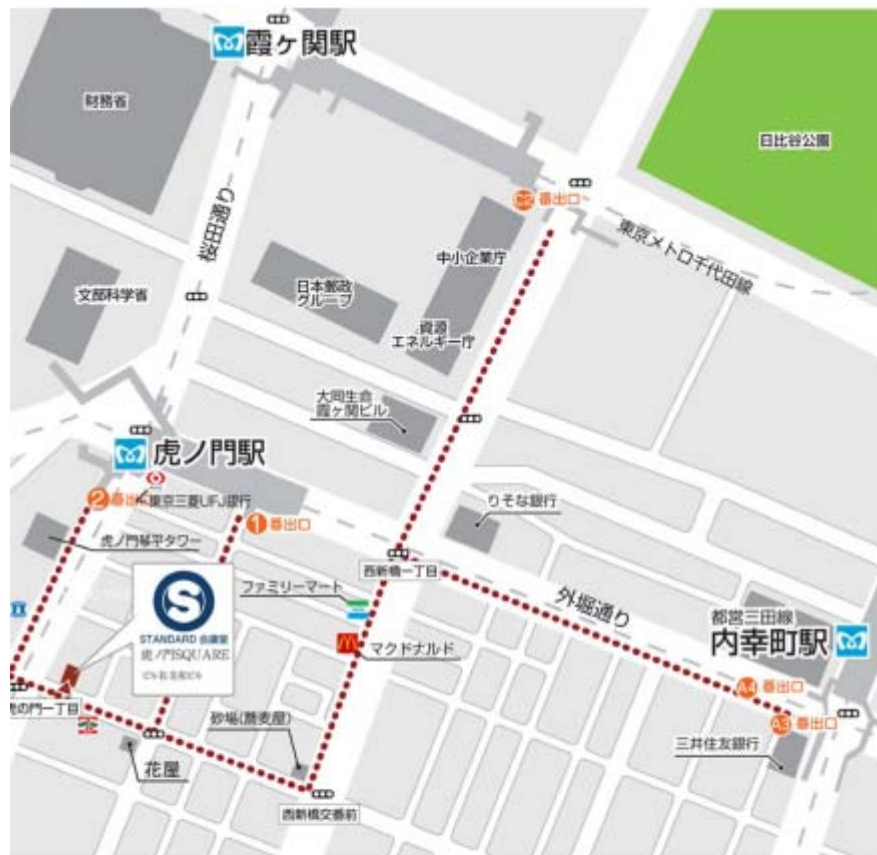 霞ヶ関駅
財務省
日比谷公園
C2 番出口
桜田通り
東京メトロ千代田線
中小企業庁
日本郵政
グループ
文部科学省
資源
エネルギー庁
大同生命
霞ヶ関ビル
虎ノ門駅
2 番出口
東京三菱UFJ銀行
1 番出口
りそな銀行
虎ノ門琴平タワー
西新橋一丁目
ファミリーマート
外堀通り
S
STANDARD 会議室
虎ノ門SQUARE
都営三田線
内幸町駅
マクドナルド
A4 番出口
虎の門一丁目
砂場(蕎麦屋)
A3 番出口
三井住友銀行
花屋
西新橋交番前